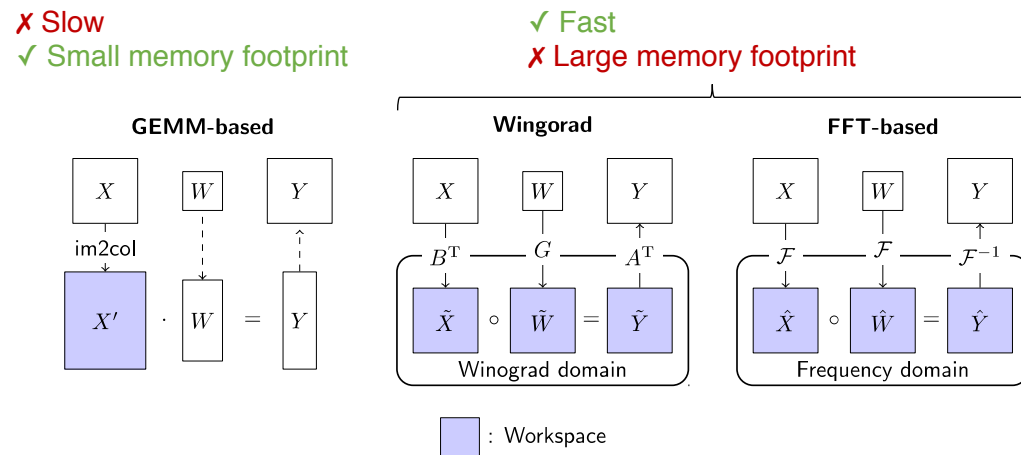 ✗ Slow
✓ Small memory footprint
✓ Fast
✗ Large memory footprint
GEMM-based
X W Y
im2col
X′ · W = Y
Wingorad
X W Y
Bᵀ G Aᵀ
X̃ ∘ W̃ = Ỹ
Winograd domain
FFT-based
X W Y
ℱ ℱ ℱ⁻¹
X̂ ∘ Ŵ = Ŷ
Frequency domain
: Workspace